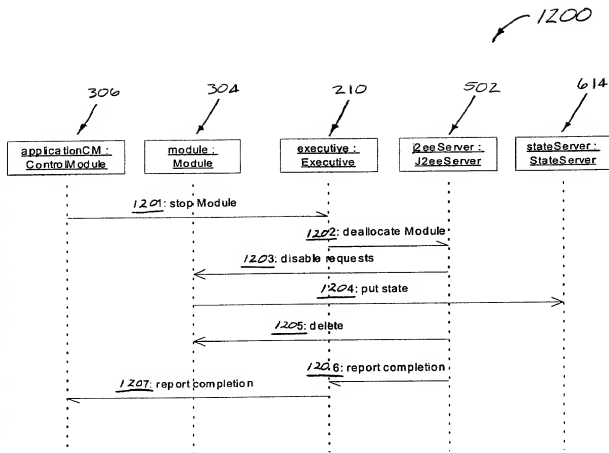 1200
306
304
210
502
614
applicationCM :
ControlModule
module :
Module
executive :
Executive
j2eeServer :
J2eeServer
stateServer :
StateServer
1201: stop Module
1202: deallocate Module
1203: disable requests
1204: put state
1205: delete
1206: report completion
1207: report completion